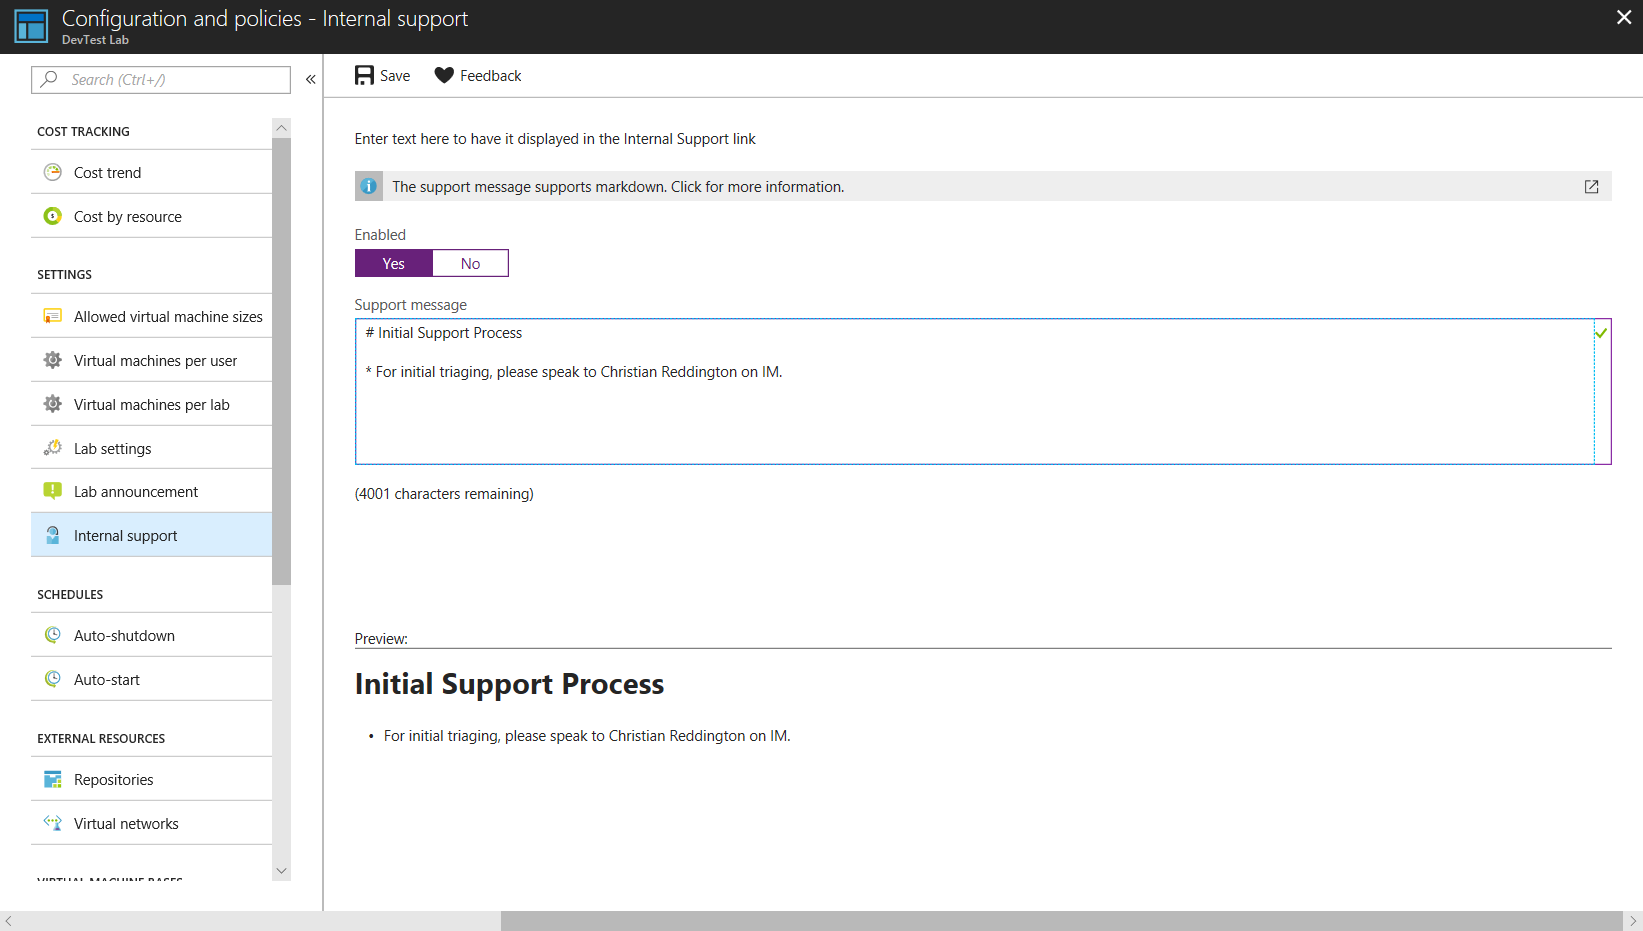 Configuration and policies - Internal support
DevTest Lab
Search (Ctrl+/)
«
COST TRACKING
Cost trend
Cost by resource
SETTINGS
Allowed virtual machine sizes
Virtual machines per user
Virtual machines per lab
Lab settings
Lab announcement
Internal support
SCHEDULES
Auto-shutdown
Auto-start
EXTERNAL RESOURCES
Repositories
Virtual networks
VIRTUAL MACHINE BASES
Save
Feedback
Enter text here to have it displayed in the Internal Support link
The support message supports markdown. Click for more information.
Enabled
Yes
No
Support message
# Initial Support Process
* For initial triaging, please speak to Christian Reddington on IM.
(4001 characters remaining)
Preview:
Initial Support Process
• For initial triaging, please speak to Christian Reddington on IM.